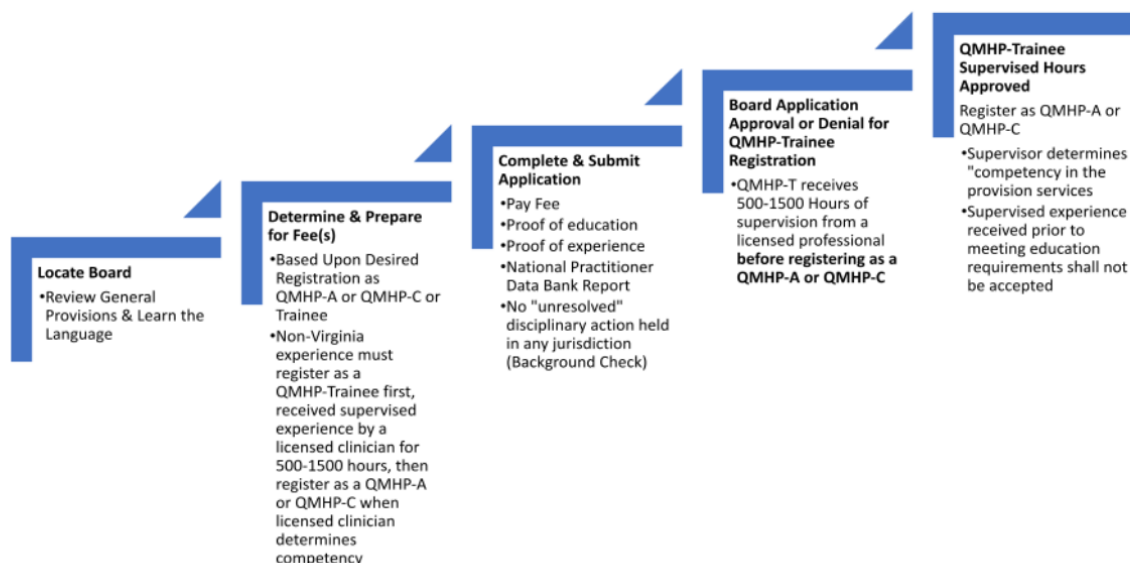 Locate Board
•Review General
Provisions & Learn the
Language
Determine & Prepare
for Fee(s)
•Based Upon Desired
Registration as
QMHP-A or QMHP-C or
Trainee
•Non-Virginia
experience must
register as a
QMHP-Trainee first,
received supervised
experience by a
licensed clinician for
500-1500 hours, then
register as a QMHP-A
or QMHP-C when
licensed clinician
determines
competency
Complete & Submit
Application
•Pay Fee
•Proof of education
•Proof of experience
•National Practitioner
Data Bank Report
•No "unresolved"
disciplinary action held
in any jurisdiction
(Background Check)
Board Application
Approval or Denial for
QMHP-Trainee
Registration
•QMHP-T receives
500-1500 Hours of
supervision from a
licensed professional
before registering as a
QMHP-A or QMHP-C
QMHP-Trainee
Supervised Hours
Approved
Register as QMHP-A or
QMHP-C
•Supervisor determines
"competency in the
provision services
•Supervised experience
received prior to
meeting education
requirements shall not
be accepted